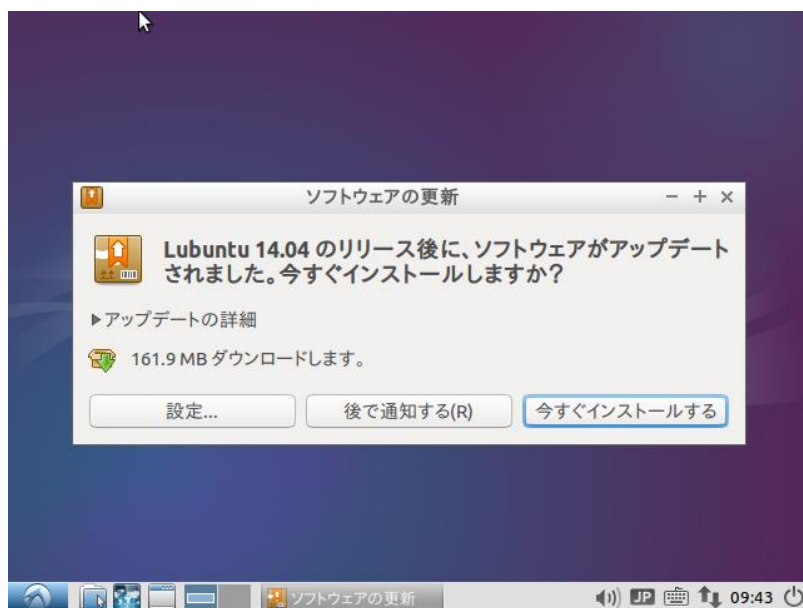 ソフトウェアの更新
Lubuntu 14.04 のリリース後に、ソフトウェアがアップデート
されました。今すぐインストールしますか？
アップデートの詳細
161.9 MB ダウンロードします。
設定...
後で通知する(R)
今すぐインストールする
ソフトウェアの更新
JP
09:43